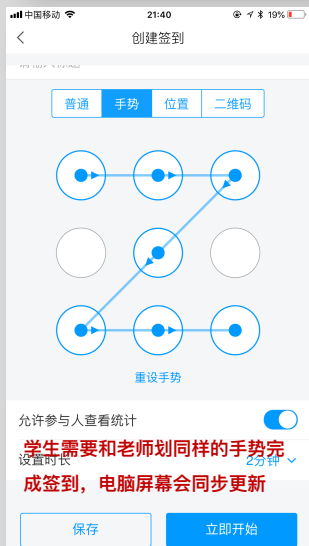 中国移动 21:40 19%
创建签到
普通 手势 位置 二维码
重设手势
允许参与人查看统计
学生需要和老师划同样的手势完
设置时长 2分钟
成签到，电脑屏幕会同步更新
保存 立即开始